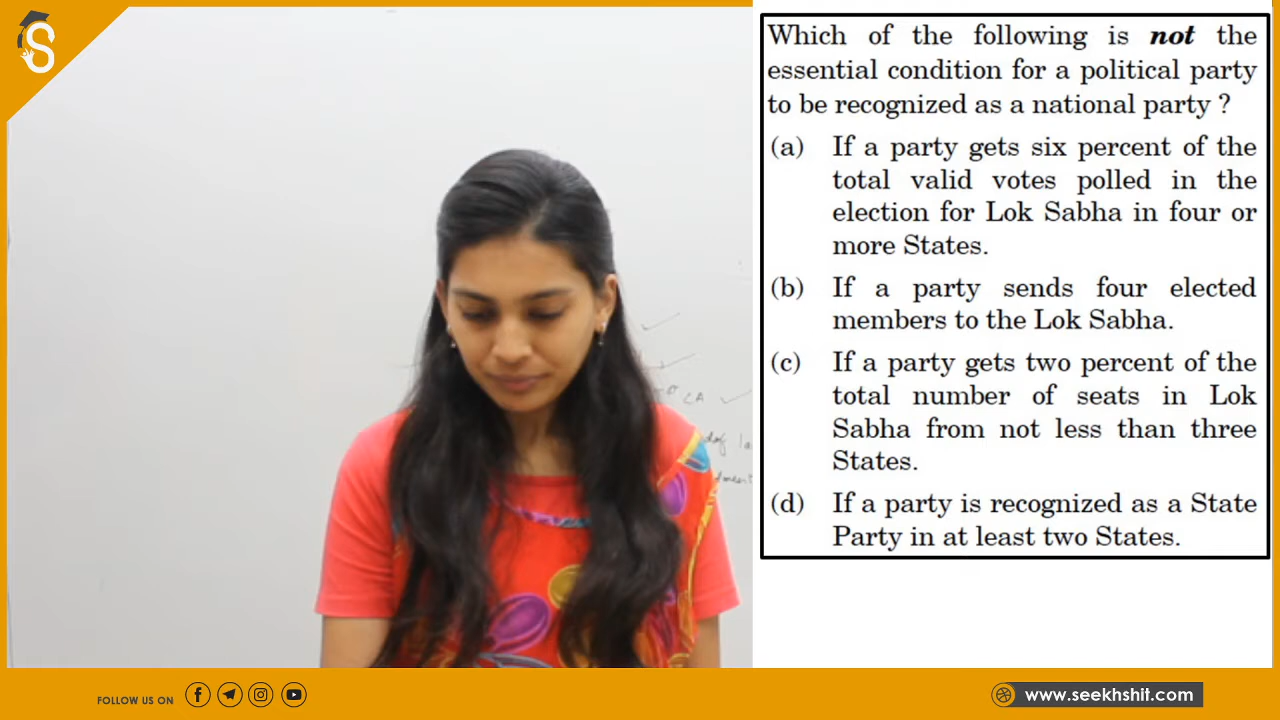 S
Which of the following is not the
essential condition for a political party
to be recognized as a national party ?
(a) If a party gets six percent of the
total valid votes polled in the
election for Lok Sabha in four or
more States.
(b) If a party sends four elected
members to the Lok Sabha.
(c) If a party gets two percent of the
total number of seats in Lok
Sabha from not less than three
States.
(d) If a party is recognized as a State
Party in at least two States.
CA
FOLLOW US ON
www.seekhshit.com